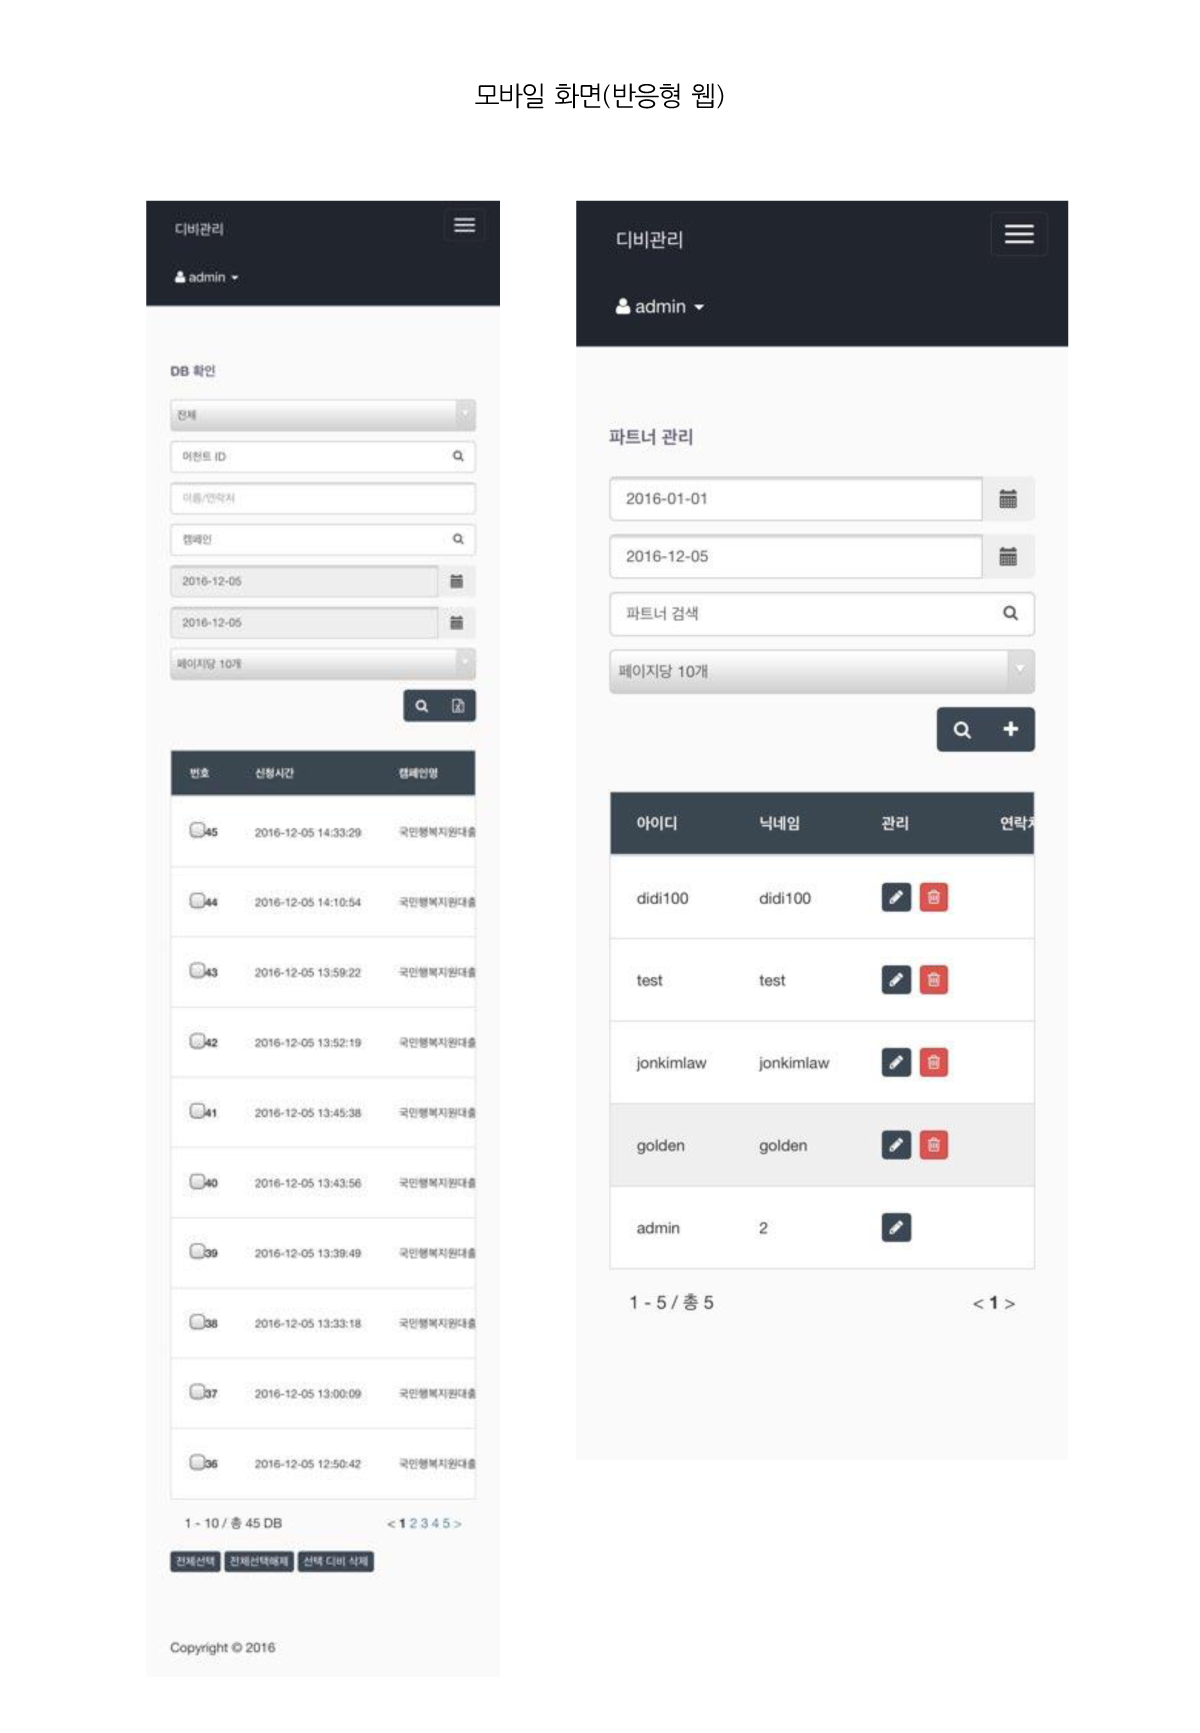 모바일 화면(반응형 웹)
디비관리
admin
DB 확인
전체
머천트 ID
이름/연락처
캠페인
2016-12-05
2016-12-05
페이지당 10개
번호 신청시간 캠페인명
45 2016-12-05 14:33:29 국민행복지원대출
44 2016-12-05 14:10:54 국민행복지원대출
43 2016-12-05 13:59:22 국민행복지원대출
42 2016-12-05 13:52:19 국민행복지원대출
41 2016-12-05 13:45:38 국민행복지원대출
40 2016-12-05 13:43:56 국민행복지원대출
39 2016-12-05 13:39:49 국민행복지원대출
38 2016-12-05 13:33:18 국민행복지원대출
37 2016-12-05 13:00:09 국민행복지원대출
36 2016-12-05 12:50:42 국민행복지원대출
1 - 10 / 총 45 DB < 1 2 3 4 5 >
전체선택 전체선택해제 선택 디비 삭제
Copyright © 2016
디비관리
admin
파트너 관리
2016-01-01
2016-12-05
파트너 검색
페이지당 10개
아이디 닉네임 관리 연락처
didi100 didi100
test test
jonkimlaw jonkimlaw
golden golden
admin 2
1 - 5 / 총 5 < 1 >